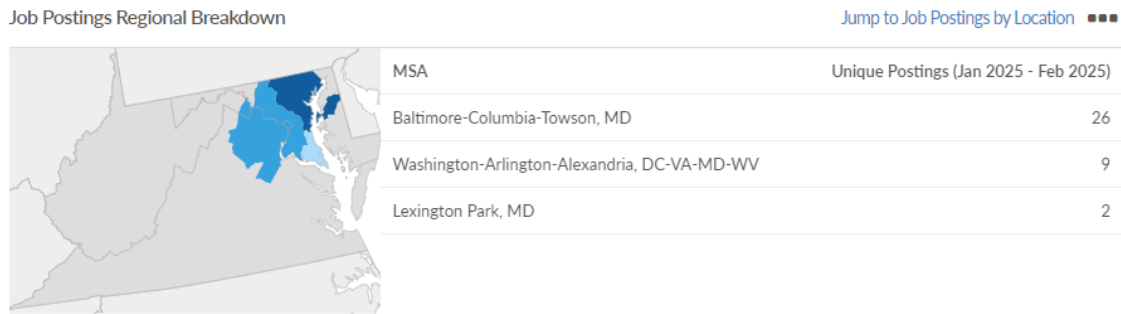 Job Postings Regional Breakdown Jump to Job Postings by Location
MSA Unique Postings (Jan 2025 - Feb 2025)
Baltimore-Columbia-Towson, MD 26
Washington-Arlington-Alexandria, DC-VA-MD-WV 9
Lexington Park, MD 2